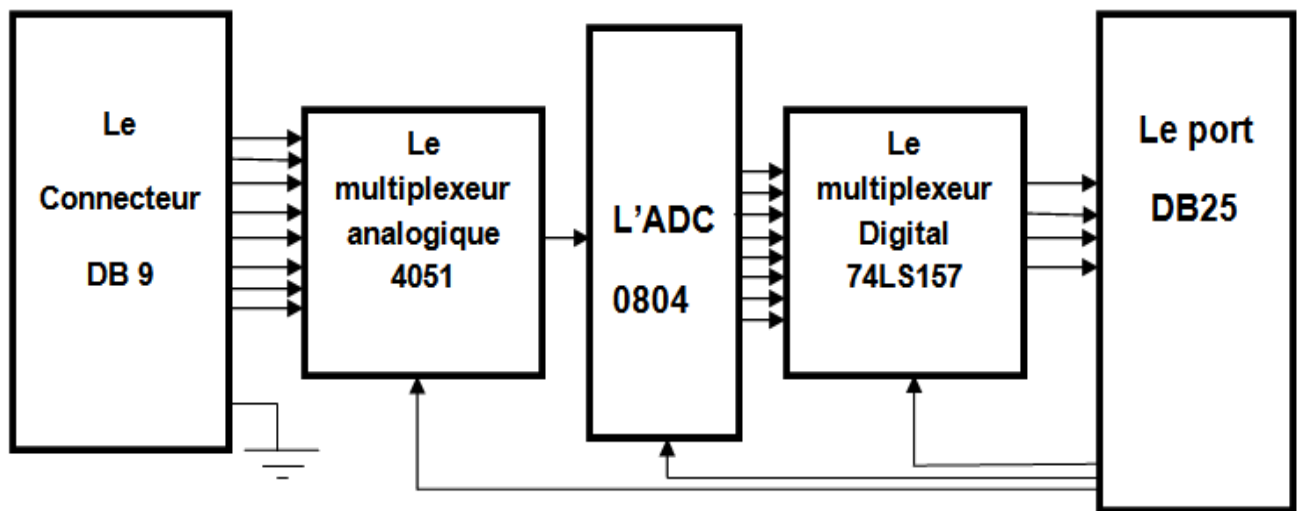 Le
Connecteur
DB 9
Le
multiplexeur
analogique
4051
L'ADC
0804
Le
multiplexeur
Digital
74LS157
Le port
DB25